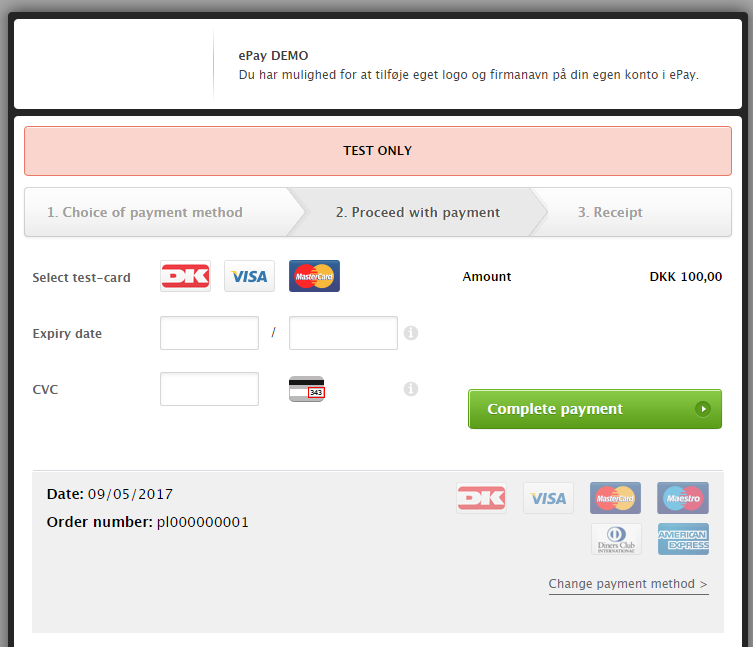 ePay DEMO
Du har mulighed for at tilføje eget logo og firmanavn på din egen konto i ePay.
TEST ONLY
1. Choice of payment method
2. Proceed with payment
3. Receipt
Select test-card
DK
VISA
MasterCard
Amount
DKK 100,00
Expiry date
/
CVC
343
Complete payment
Date: 09/05/2017
Order number: pl000000001
DK
VISA
MasterCard
Maestro
Diners Club
INTERNATIONAL
AMERICAN
EXPRESS
Change payment method >